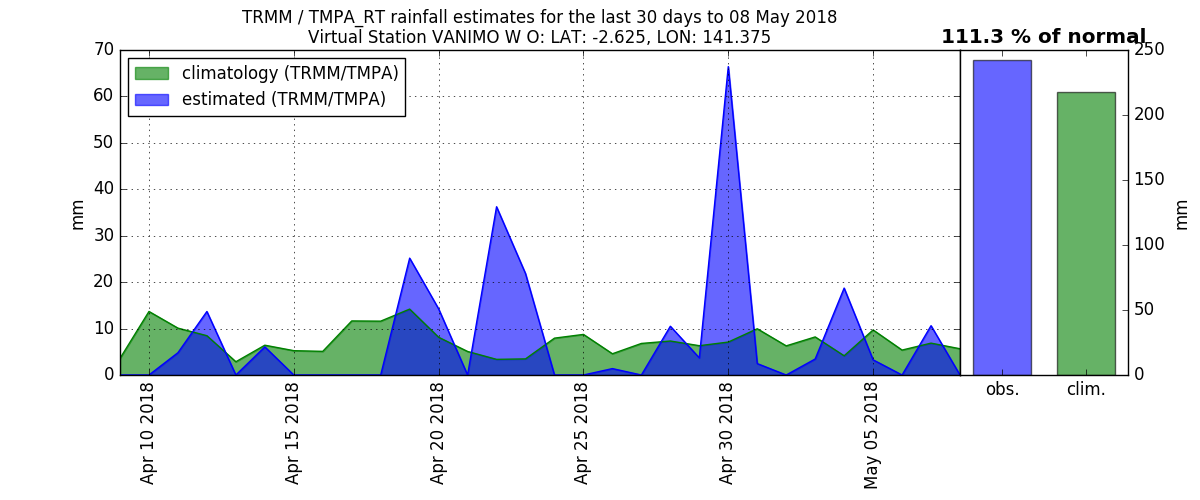 TRMM / TMPA_RT rainfall estimates for the last 30 days to 08 May 2018
Virtual Station VANIMO W O: LAT: -2.625, LON: 141.375
111.3 % of normal
climatology (TRMM/TMPA)
estimated (TRMM/TMPA)
70
60
50
40
30
20
10
0
mm
Apr 10 2018
Apr 15 2018
Apr 20 2018
Apr 25 2018
Apr 30 2018
May 05 2018
250
200
150
100
50
0
mm
obs.
clim.